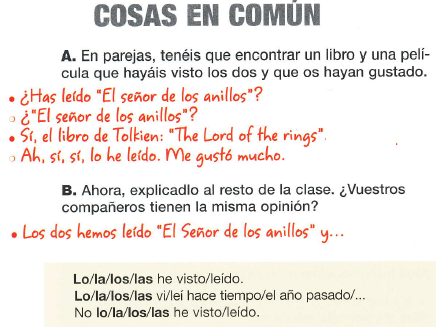 COSAS EN COMÚN
A. En parejas, tenéis que encontrar un libro y una pelí-
cula que hayáis visto los dos y que os hayan gustado.
• ¿Has leído "El señor de los anillos"?
○ ¿"El señor de los anillos"?
• Sí, el libro de Tolkien: "The Lord of the rings".
○ Ah, sí, sí, lo he leído. Me gustó mucho.
B. Ahora, explicadlo al resto de la clase. ¿Vuestros
compañeros tienen la misma opinión?
• Los dos hemos leído "El Señor de los anillos" y...
Lo/la/los/las he visto/leído.
Lo/la/los/las vi/leí hace tiempo/el año pasado/...
No lo/la/los/las he visto/leído.